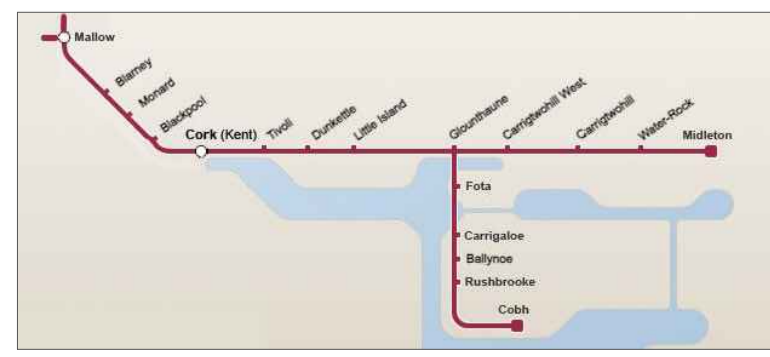 Mallow
Blarney
Monard
Blackpool
Cork (Kent)
Tivoli
Dunkettle
Little Island
Glounthaune
Carrigtwohill West
Carrigtwohill
Water-Rock
Midleton
Fota
Carrigaloe
Ballynoe
Rushbrooke
Cobh